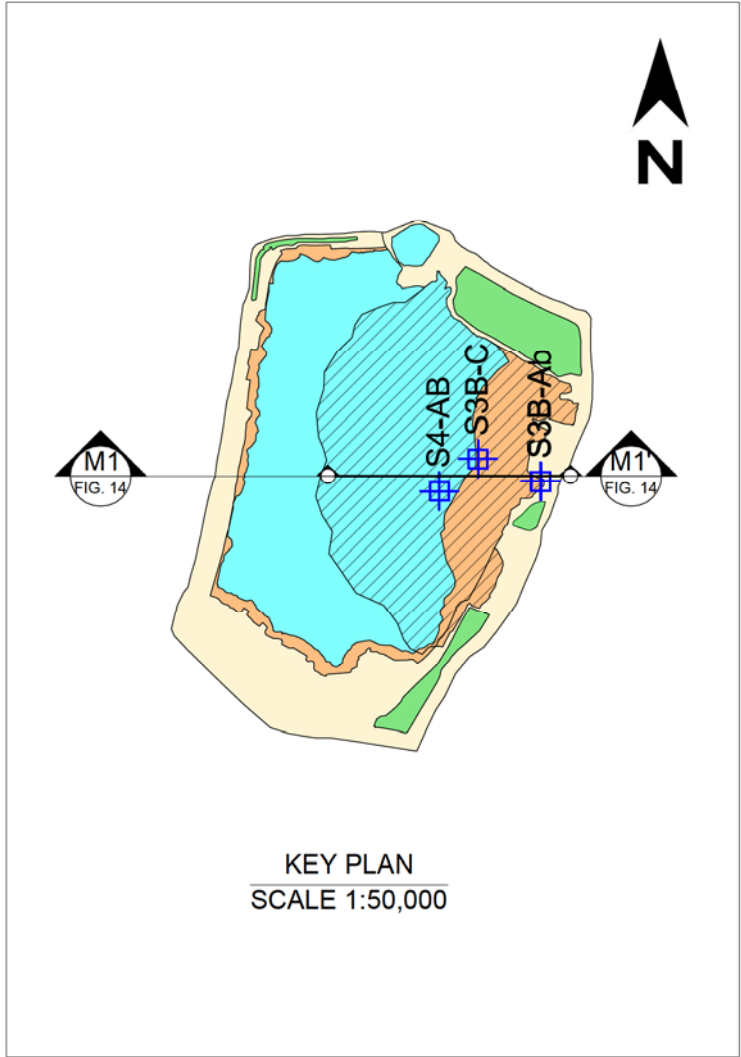 N
S4-AB
S3B-C
S3B-Ab
M1
FIG. 14
M1'
FIG. 14
KEY PLAN
SCALE 1:50,000